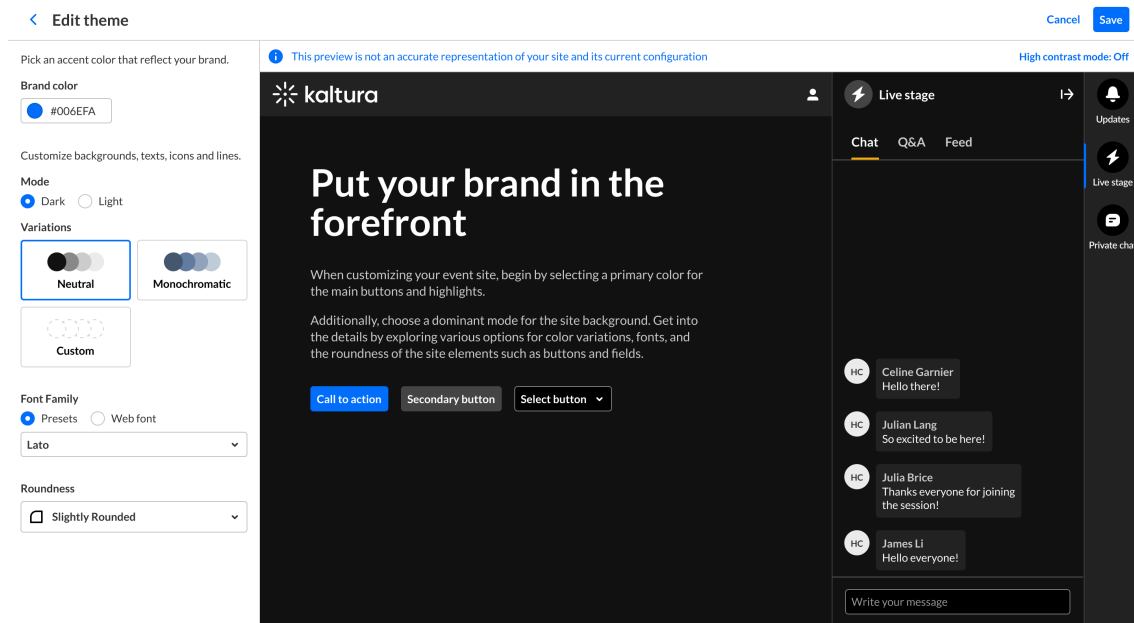 Edit theme
Cancel
Save
Pick an accent color that reflect your brand.
Brand color
#006EFA
Customize backgrounds, texts, icons and lines.
Mode
Dark
Light
Variations
Neutral
Monochromatic
Custom
Font Family
Presets
Web font
Lato
Roundness
Slightly Rounded
This preview is not an accurate representation of your site and its current configuration
High contrast mode: Off
kaltura
Put your brand in the
forefront
When customizing your event site, begin by selecting a primary color for
the main buttons and highlights.
Additionally, choose a dominant mode for the site background. Get into
the details by exploring various options for color variations, fonts, and
the roundness of the site elements such as buttons and fields.
Call to action
Secondary button
Select button
Live stage
Chat
Q&A
Feed
HC
Celine Garnier
Hello there!
HC
Julian Lang
So excited to be here!
HC
Julia Brice
Thanks everyone for joining
the session!
HC
James Li
Hello everyone!
Write your message
Updates
Live stage
Private cha